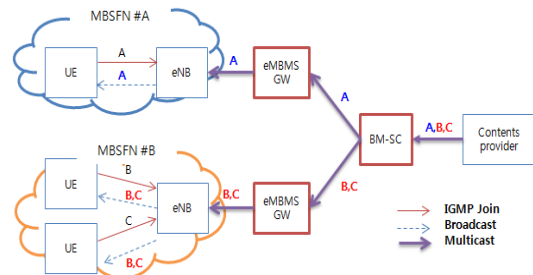 MBSFN #A
UE
A
A
eNB
A
eMBMS
GW
A
BM-SC
A,B,C
Contents
provider
MBSFN #B
UE
B
B,C
eNB
B,C
eMBMS
GW
B,C
UE
C
B,C
IGMP Join
Broadcast
Multicast